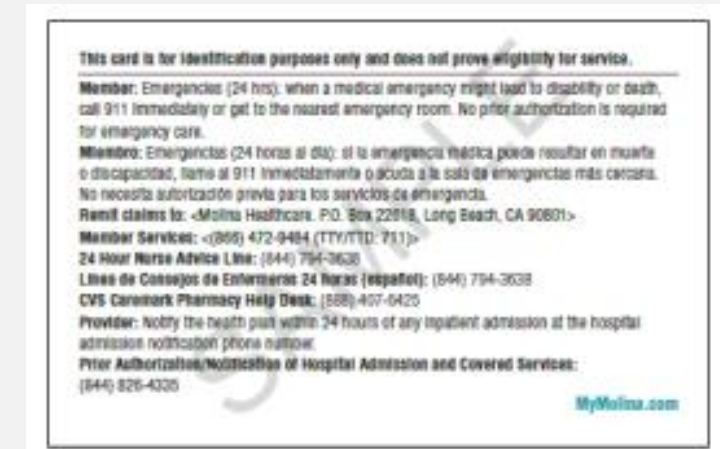 This card is for identification purposes only and does not prove eligibility for service.
Member: Emergencies (24 hrs): when a medical emergency might lead to disability or death,
call 911 immediately or get to the nearest emergency room. No prior authorization is required
for emergency care.
Miembro: Emergencias (24 horas al día): si la emergencia médica puede resultar en muerte
o discapacidad, llame al 911 inmediatamente o acuda a la sala de emergencias más cercana.
No necesita autorización previa para los servicios de emergencia.
Remit claims to: <Molina Healthcare, P.O. Box 22618, Long Beach, CA 90801>
Member Services: <(866) 472-9484 (TTY/TTD: 711)>
24 Hour Nurse Advice Line: (844) 794-3638
Línea de Consejos de Enfermeras 24 horas (español): (844) 794-3638
CVS Caremark Pharmacy Help Desk: (888) 407-6425
Provider: Notify the health plan within 24 hours of any inpatient admission at the hospital
admission notification phone number.
Prior Authorization/Notification of Hospital Admission and Covered Services:
(844) 826-4335
MyMolina.com
SAMPLE